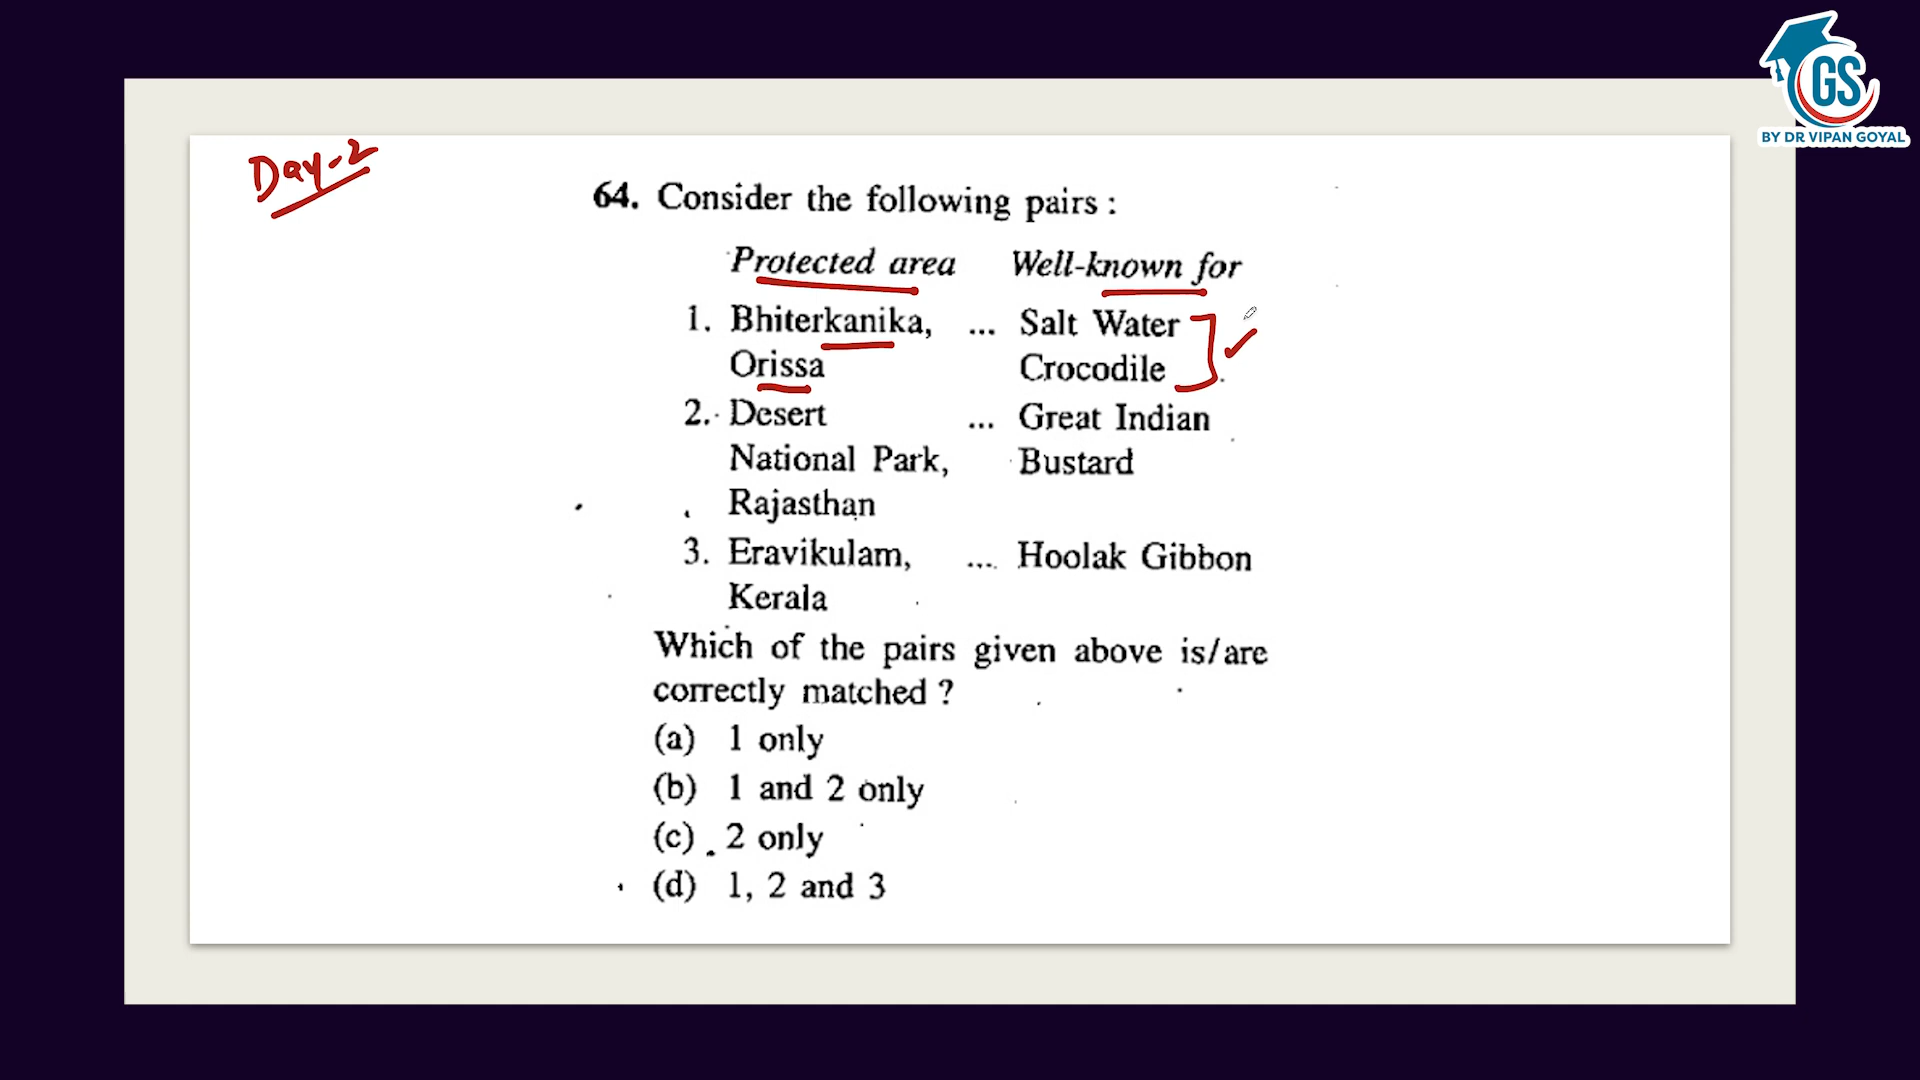 GS
BY DR VIPAN GOYAL
Day-2
64. Consider the following pairs :
Protected area Well-known for
1. Bhiterkanika, ... Salt Water
Orissa Crocodile
2. Desert ... Great Indian
National Park, Bustard
Rajasthan
3. Eravikulam, ... Hoolak Gibbon
Kerala
Which of the pairs given above is/are
correctly matched ?
(a) 1 only
(b) 1 and 2 only
(c) 2 only
(d) 1, 2 and 3